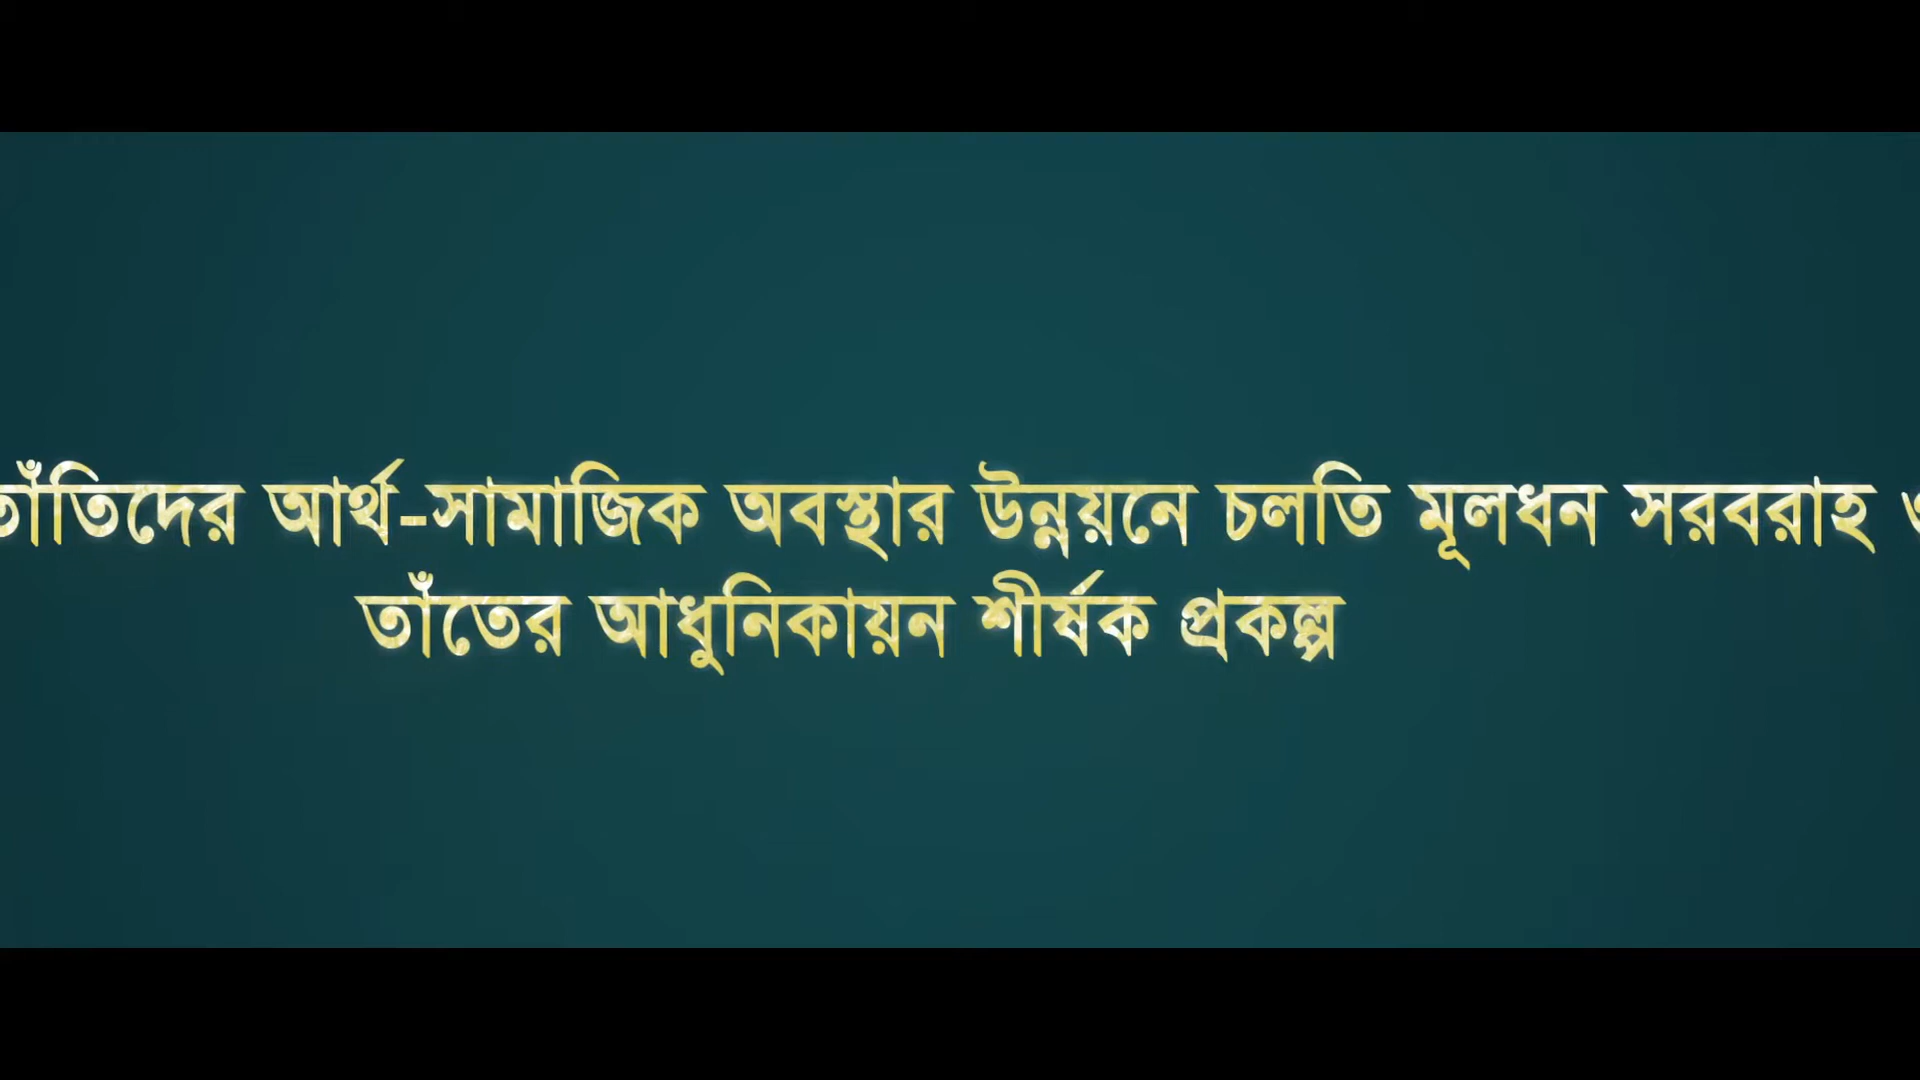 তাঁতিদের আর্থ-সামাজিক অবস্থার উন্নয়নে চলতি মূলধন সরবরাহ ও
তাঁতের আধুনিকায়ন শীর্ষক প্রকল্প